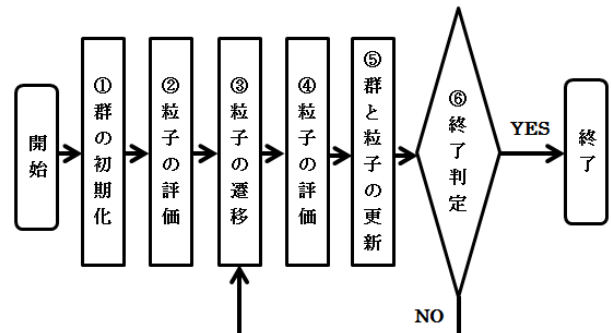 開始
①群の初期化
②粒子の評価
③粒子の遷移
④粒子の評価
⑤群と粒子の更新
⑥終了判定
YES
終了
NO